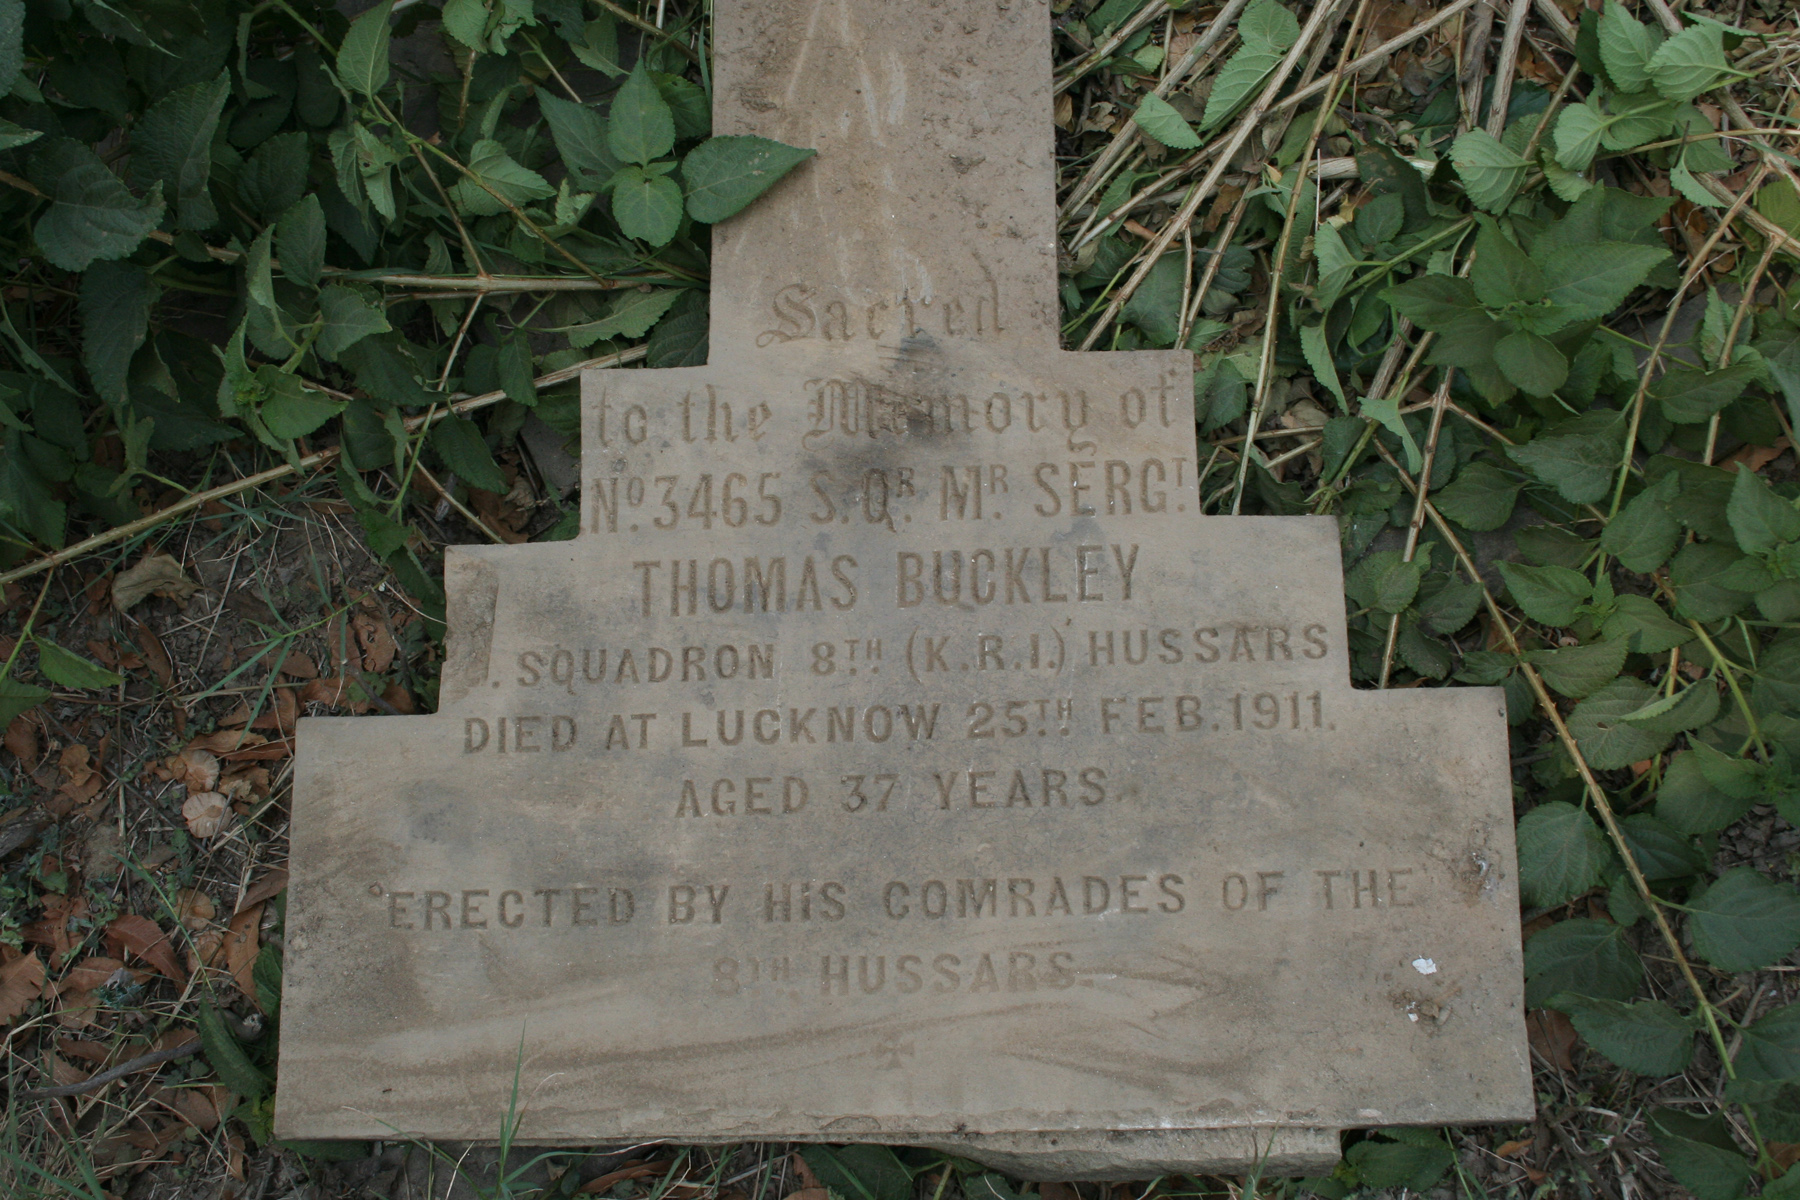 Sacred
to the Memory of
No. 3465 S. QR. MR. SERGT.
THOMAS BUCKLEY
. SQUADRON 8TH (K.R.I.) HUSSARS
DIED AT LUCKNOW 25TH FEB. 1911.
AGED 37 YEARS.
ERECTED BY HIS COMRADES OF THE
8TH HUSSARS.